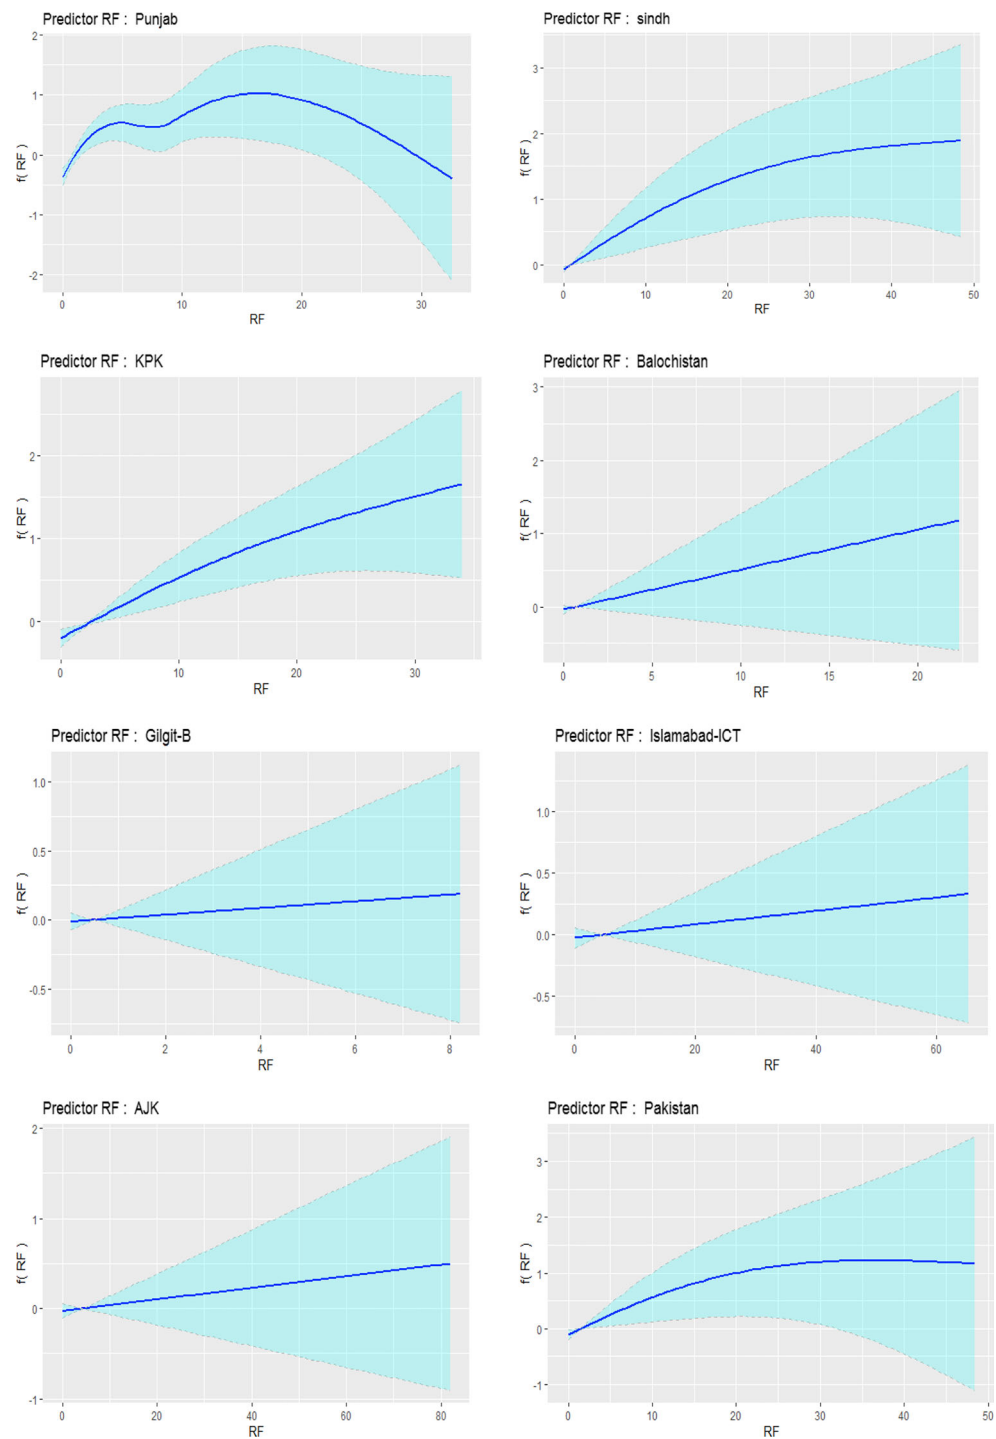 Predictor RF : Punjab
2
1
0
-1
-2
f( RF )
0 10 20 30
RF
Predictor RF : sindh
3
2
1
0
f( RF )
0 10 20 30 40 50
RF
Predictor RF : KPK
2
1
0
f( RF )
0 10 20 30
RF
Predictor RF : Balochistan
3
2
1
0
f( RF )
0 5 10 15 20
RF
Predictor RF : Gilgit-B
1.0
0.5
0.0
-0.5
f( RF )
0 2 4 6 8
RF
Predictor RF : Islamabad-ICT
1.0
0.5
0.0
-0.5
f( RF )
0 20 40 60
RF
Predictor RF : AJK
2
1
0
-1
f( RF )
0 20 40 60 80
RF
Predictor RF : Pakistan
3
2
1
0
-1
f( RF )
0 10 20 30 40 50
RF